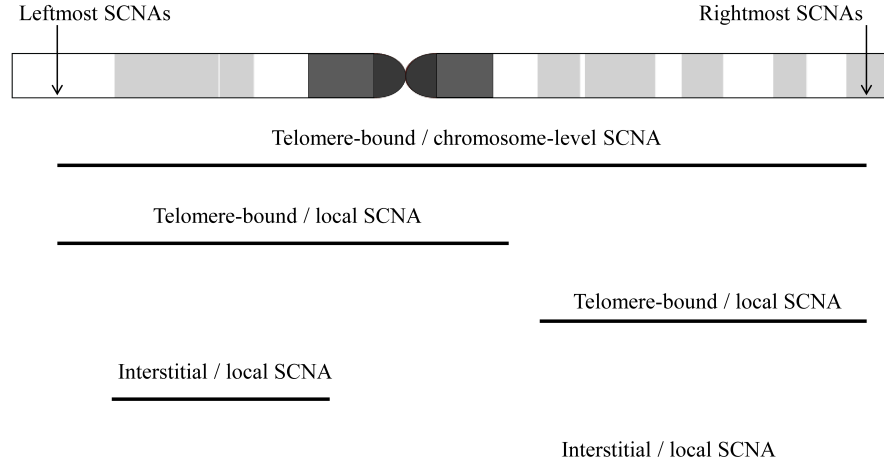 Leftmost SCNAs
Rightmost SCNAs
Telomere-bound / chromosome-level SCNA
Telomere-bound / local SCNA
Telomere-bound / local SCNA
Interstitial / local SCNA
Interstitial / local SCNA